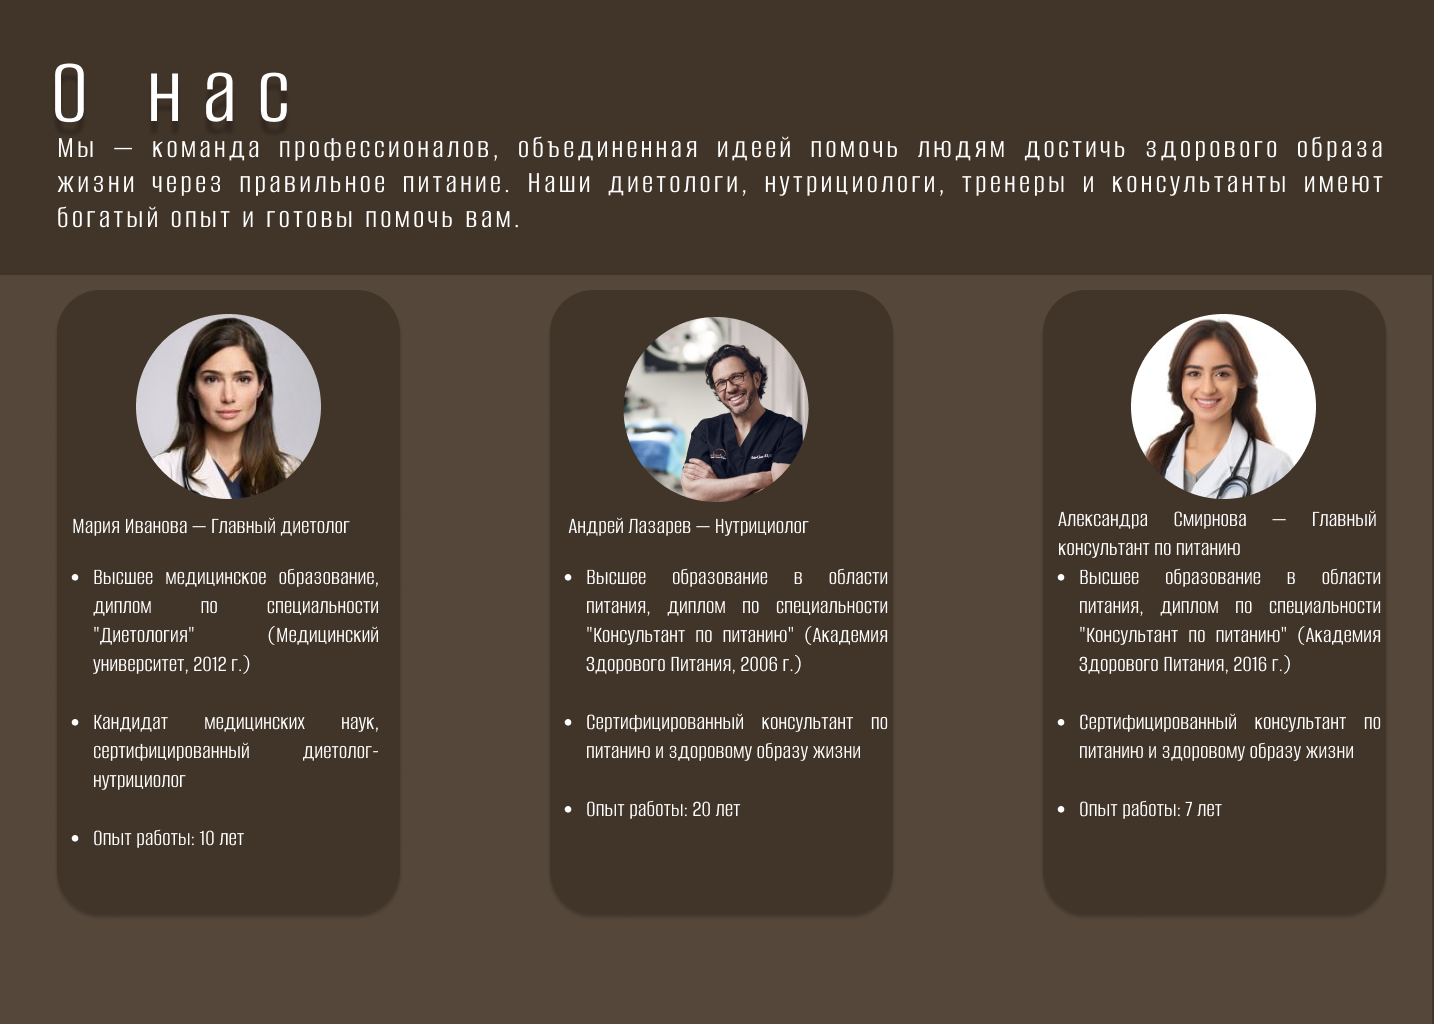 О нас
Мы — команда профессионалов, объединенная идеей помочь людям достичь здорового образа
жизни через правильное питание. Наши диетологи, нутрициологи, тренеры и консультанты имеют
богатый опыт и готовы помочь вам.
Мария Иванова — Главный диетолог
• Высшее медицинское образование,
диплом по специальности
"Диетология" (Медицинский
университет, 2012 г.)
• Кандидат медицинских наук,
сертифицированный диетолог-
нутрициолог
• Опыт работы: 10 лет
Андрей Лазарев — Нутрициолог
• Высшее образование в области
питания, диплом по специальности
"Консультант по питанию" (Академия
Здорового Питания, 2006 г.)
• Сертифицированный консультант по
питанию и здоровому образу жизни
• Опыт работы: 20 лет
Александра Смирнова — Главный
консультант по питанию
• Высшее образование в области
питания, диплом по специальности
"Консультант по питанию" (Академия
Здорового Питания, 2016 г.)
• Сертифицированный консультант по
питанию и здоровому образу жизни
• Опыт работы: 7 лет